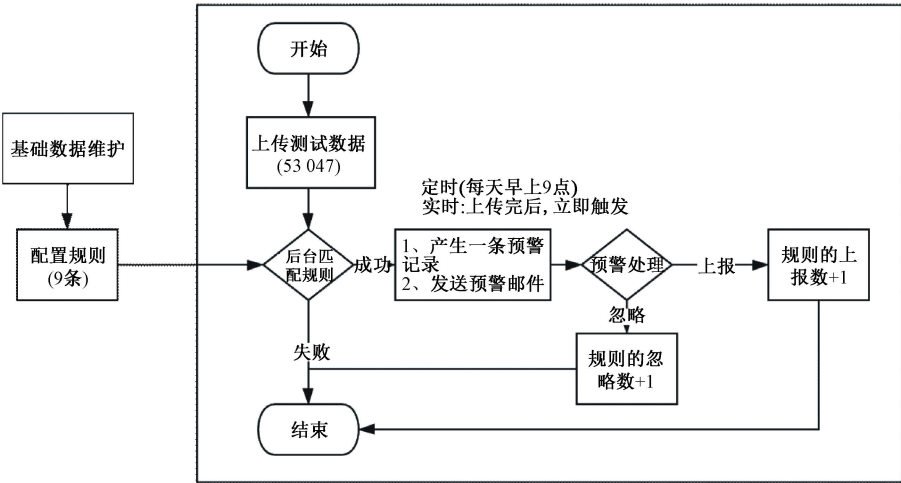 开始
上传测试数据
(53 047)
基础数据维护
配置规则
(9条)
后台匹
配规则
成功
定时(每天早上9点)
实时:上传完后,立即触发
1、产生一条预警
记录
2、发送预警邮件
预警处理
上报
规则的上
报数+1
忽略
规则的忽
略数+1
失败
结束